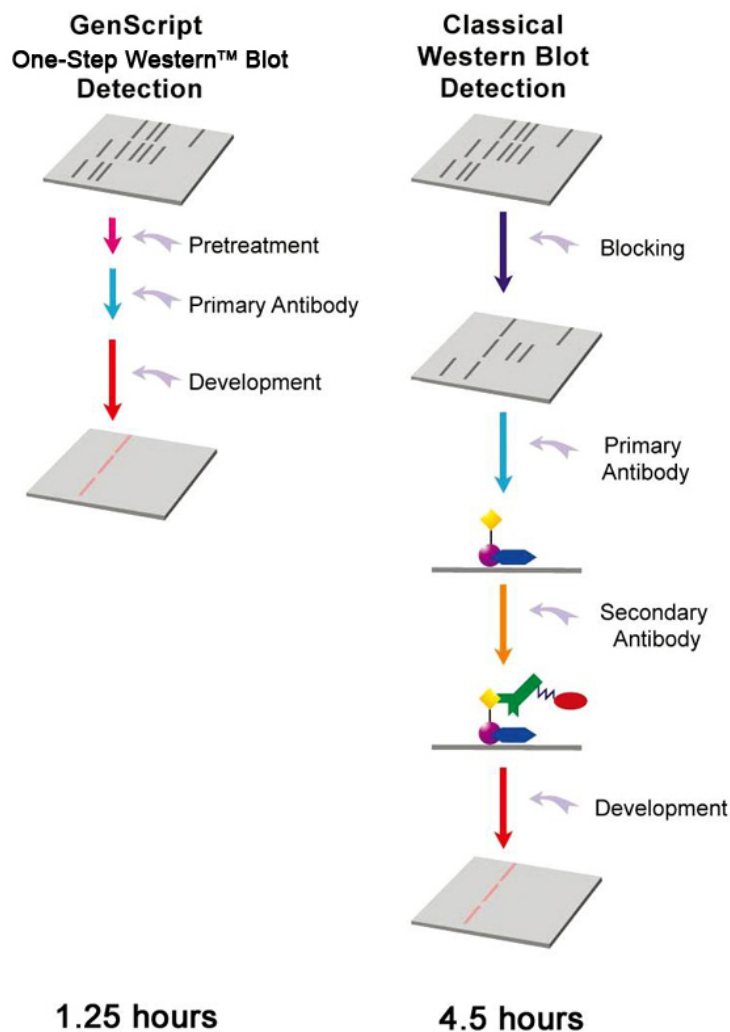 GenScript
One-Step Western™ Blot
Detection
Pretreatment
Primary Antibody
Development
1.25 hours
Classical
Western Blot
Detection
Blocking
Primary
Antibody
Secondary
Antibody
Development
4.5 hours